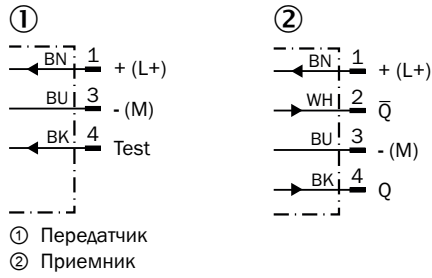 ①
BN 1 + (L+)
BU 3 - (M)
BK 4 Test
②
BN 1 + (L+)
WH 2 Q̅
BU 3 - (M)
BK 4 Q
① Передатчик
② Приемник